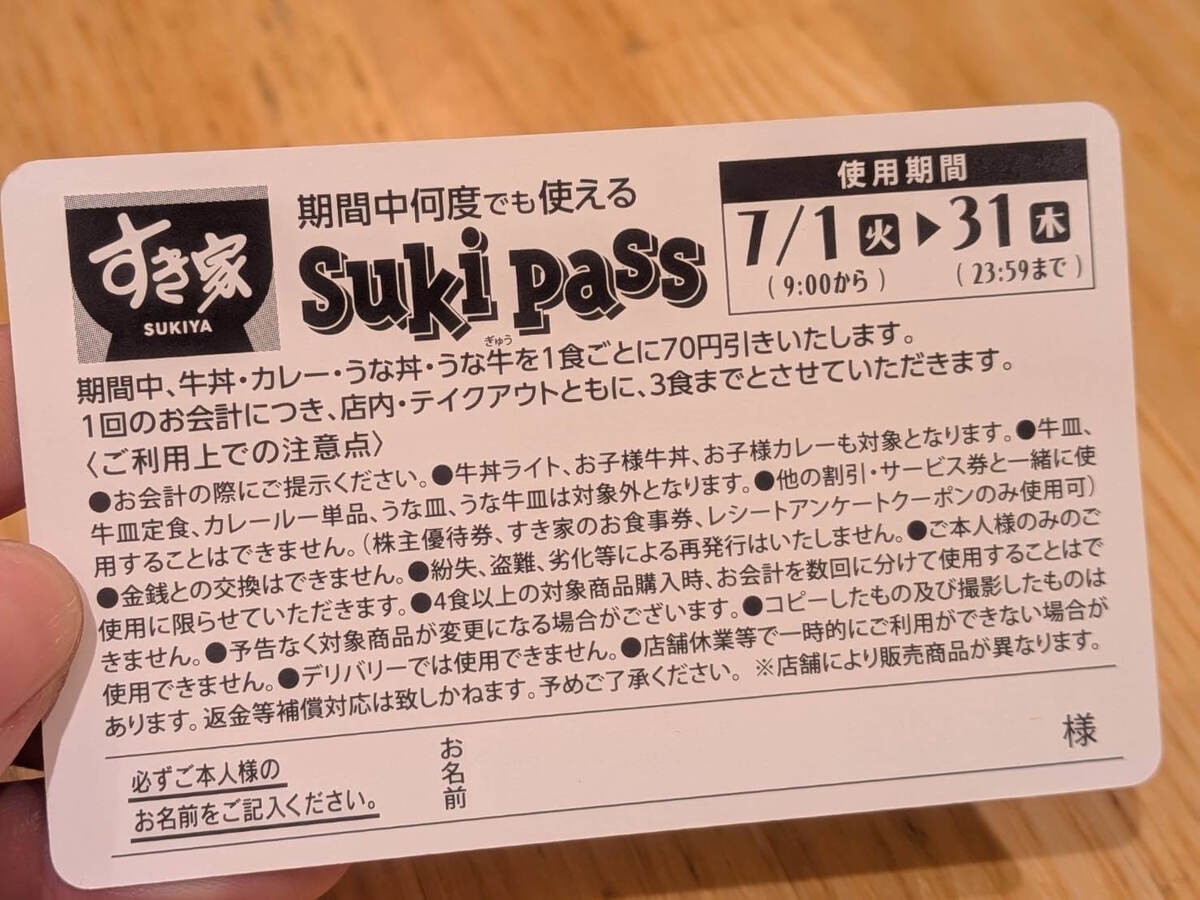 すき家
SUKIYA
期間中何度でも使える
Suki pass
使用期間
7/1火▶31木
(9:00から) (23:59まで)
期間中、牛丼・カレー・うな丼・うな牛を1食ごとに70円引きいたします。
ぎゅう
1回のお会計につき、店内・テイクアウトともに、3食までとさせていただきます。
〈ご利用上での注意点〉
●お会計の際にご提示ください。●牛丼ライト、お子様牛丼、お子様カレーも対象となります。●牛皿、
牛皿定食、カレールー単品、うな皿、うな牛皿は対象外となります。●他の割引・サービス券と一緒に使
用することはできません。(株主優待券、すき家のお食事券、レシートアンケートクーポンのみ使用可)
●金銭との交換はできません。●紛失、盗難、劣化等による再発行はいたしません。●ご本人様のみのご
使用に限らせていただきます。●4食以上の対象商品購入時、お会計を数回に分けて使用することはで
きません。●予告なく対象商品が変更になる場合がございます。●コピーしたもの及び撮影したものは
使用できません。●デリバリーでは使用できません。●店舗休業等で一時的にご利用ができない場合が
あります。返金等補償対応は致しかねます。予めご了承ください。 ※店舗により販売商品が異なります。
必ずご本人様の
お名前をご記入ください。
お名前
様